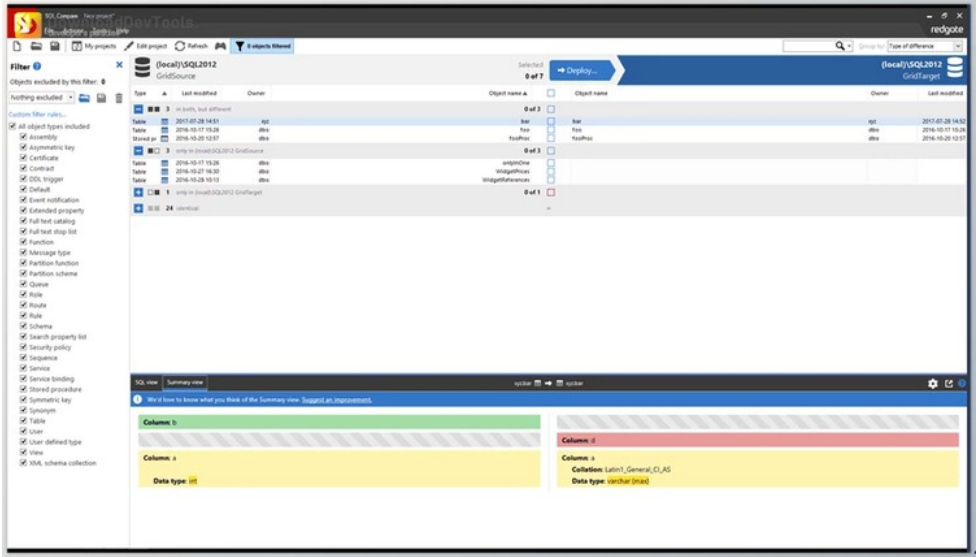 SQL Compare New project*
DownloadDevTools.
Developer's paradise
Help
redgate
My projects Edit project Refresh 0 objects filtered
Group by: Type of difference
Filter
Objects excluded by this filter: 0
Nothing excluded
Custom filter rules...
All object types included
Assembly
Asymmetric key
Certificate
Contract
DDL trigger
Default
Event notification
Extended property
Full text catalog
Full text stop list
Function
Message type
Partition function
Partition scheme
Queue
Role
Route
Rule
Schema
Search property list
Security policy
Sequence
Service
Service binding
Stored procedure
Symmetric key
Synonym
Table
User
User defined type
View
XML schema collection
(local)\SQL2012
GridSource
Selected
0 of 7
Deploy...
(local)\SQL2012
GridTarget
Type Last modified Owner Object name Object name Owner Last modified
3 in both, but different 0 of 3
Table 2017-07-28 14:51 xyz bar bar xyz 2017-07-28 14:52
Table 2016-10-17 15:26 dbo foo foo dbo 2016-10-17 15:26
Stored pr 2016-10-20 12:57 dbo fooProc fooProc dbo 2016-10-20 12:57
3 only in (local)\SQL2012 GridSource 0 of 3
Table 2016-10-17 15:26 dbo onlyInOne
Table 2016-10-27 16:30 dbo WidgetPrices
Table 2016-10-28 10:13 dbo WidgetReferences
1 only in (local)\SQL2012 GridTarget 0 of 1
24 identical
SQL view Summary view xyz.bar xyz.bar
We'd love to know what you think of the Summary view. Suggest an improvement.
Column: b
Column: d
Column: a
Data type: int
Column: a
Collation: Latin1_General_CI_AS
Data type: varchar (max)